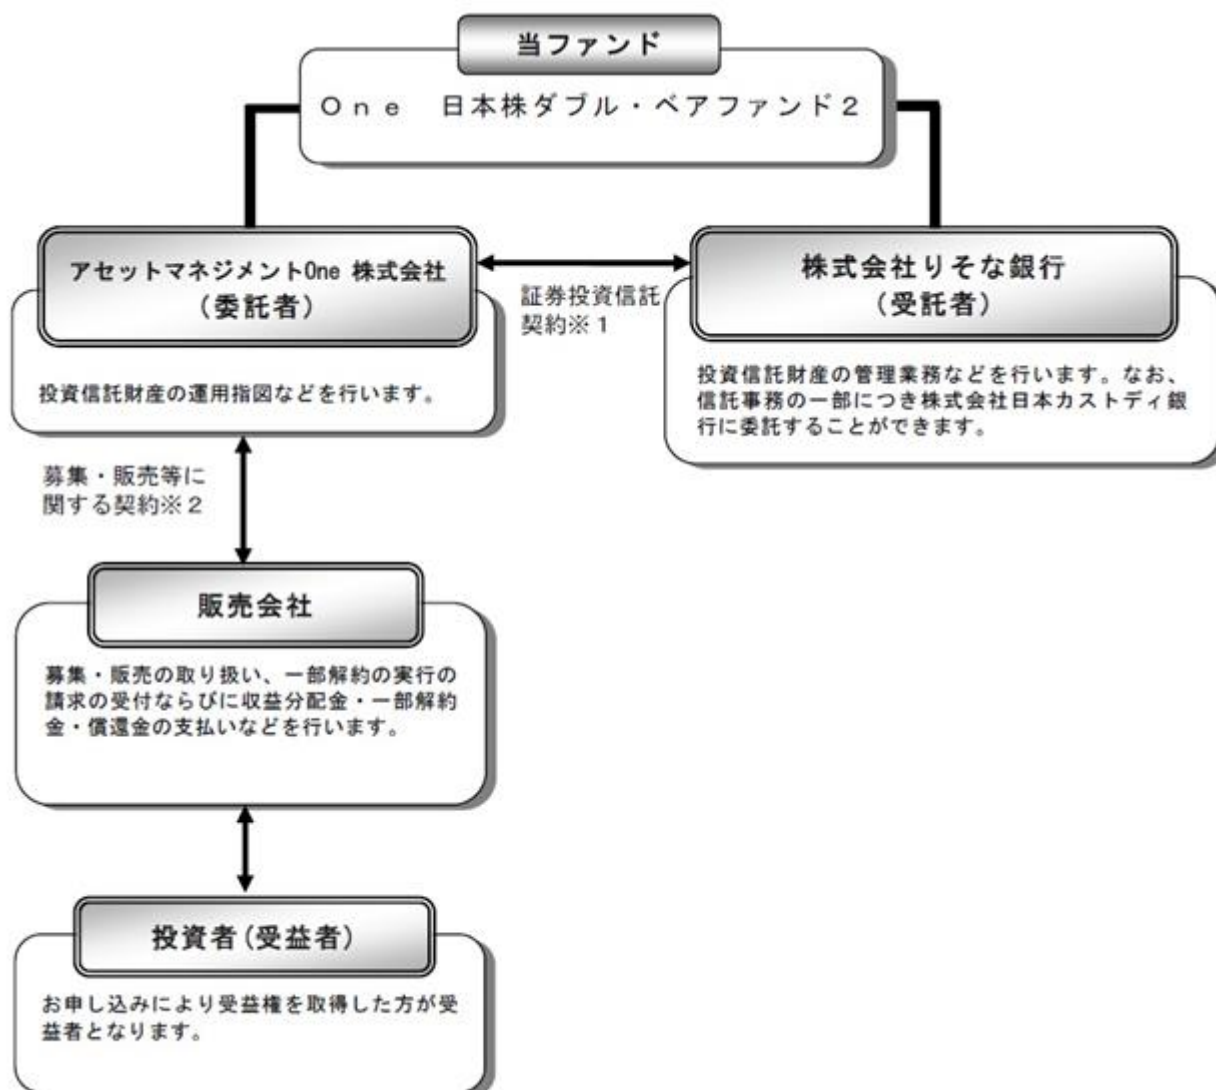 当ファンド
Ｏｎｅ　日本株ダブル・ベアファンド２
アセットマネジメントOne 株式会社
（委託者）
投資信託財産の運用指図などを行います。
証券投資信託
契約※１
株式会社りそな銀行
（受託者）
投資信託財産の管理業務などを行います。なお、
信託事務の一部につき株式会社日本カストディ銀
行に委託することができます。
募集・販売等に
関する契約※２
販売会社
募集・販売の取り扱い、一部解約の実行の
請求の受付ならびに収益分配金・一部解約
金・償還金の支払いなどを行います。
投資者(受益者)
お申し込みにより受益権を取得した方が受
益者となります。